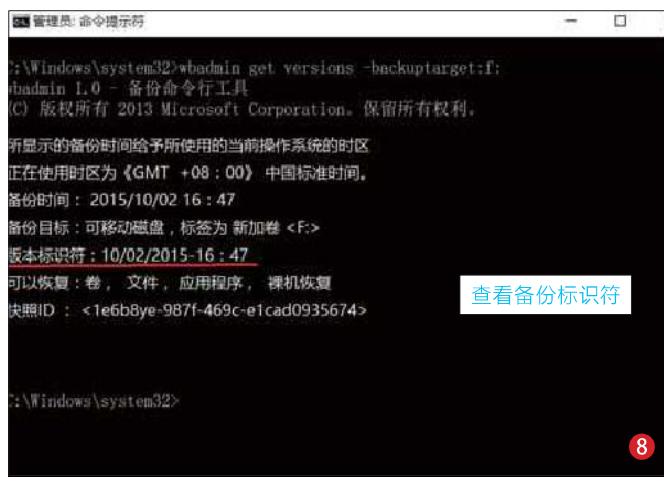 管理员: 命令提示符
:\Windows\system32>wbadmin get versions -backuptarget:f:
wbadmin 1.0 - 备份命令行工具
(C) 版权所有 2013 Microsoft Corporation。保留所有权利。
所显示的备份时间给予所使用的当前操作系统的时区
正在使用时区为《GMT +08：00》 中国标准时间。
备份时间： 2015/10/02 16：47
备份目标：可移动磁盘，标签为 新加卷 <F:>
版本标识符：10/02/2015-16：47
可以恢复：卷， 文件， 应用程序， 裸机恢复
查看备份标识符
快照ID ： <1e6b8ye-987f-469c-e1cad0935674>
:\Windows\system32>
8